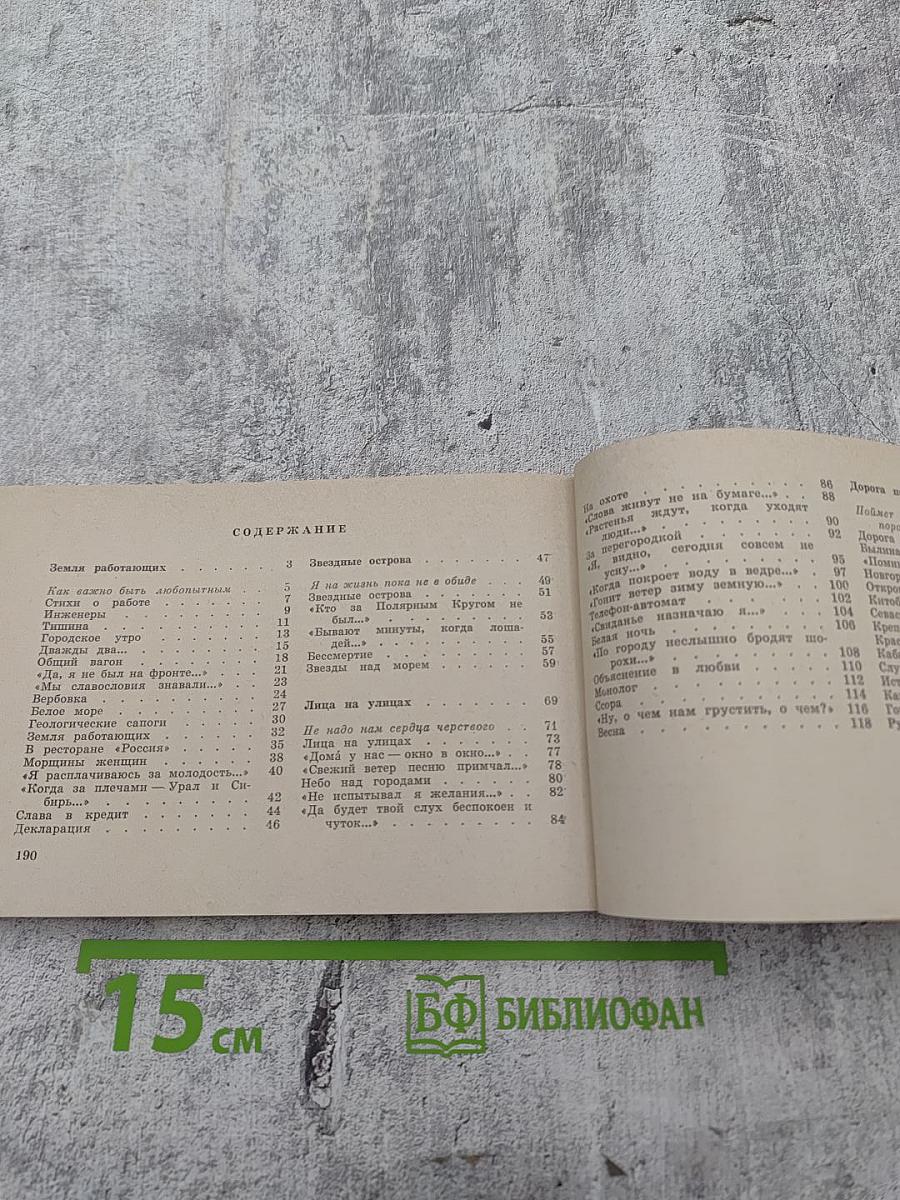 СОДЕРЖАНИЕ
Земля работающих . . . . . . 3
Как важно быть любопытным . . 5
Стихи о работе . . . . . . . 7
Инженеры . . . . . . . . . 9
Тишина . . . . . . . . . . 11
Городское утро . . . . . . . 13
Дважды два... . . . . . . . . 15
Общий вагон . . . . . . . . 18
«Да, я не был на фронте...» . . . 21
«Мы славословия знавали...» . . . 23
Вербовка . . . . . . . . . . 24
Белое море . . . . . . . . . 27
Геологические сапоги . . . . . 30
Земля работающих . . . . . . 32
В ресторане «Россия» . . . . . 35
Морщины женщин . . . . . . 38
«Я расплачиваюсь за молодость...» 40
«Когда за плечами — Урал и Си-
бирь...» . . . . . . . . . 42
Слава в кредит . . . . . . . 44
Декларация . . . . . . . . . 46
190
Звездные острова . . . . . . . 47
Я на жизнь пока не в обиде . . . 49
Звездные острова . . . . . . . 51
«Кто за Полярным Кругом не
был...» . . . . . . . . . 53
«Бывают минуты, когда лоша-
дей...» . . . . . . . . . 55
Бессмертие . . . . . . . . . 57
Звезды над морем . . . . . . 59
Лица на улицах . . . . . . . 69
Не надо нам сердца черствого . . 71
Лица на улицах . . . . . . . 73
«Дома́ у нас — окно в окно...» . . 77
«Свежий ветер песню примчал...» 78
Небо над городами . . . . . . 80
«Не испытывал я желания...» . . 82
«Да будет твой слух беспокоен и
чуток...» . . . . . . . . . 84
На охоте . . . . . . . . . . 86
«Слова живут не на бумаге...» . . 88
«Растенья ждут, когда уходят
люди...» . . . . . . . . . 90
За перегородкой . . . . . . . 92
«Я, видно, сегодня совсем не
усну...» . . . . . . . . . 95
«Когда покроет воду в ведре...» . 97
«Гонит ветер зиму земную...» . . 100
Телефон-автомат . . . . . . . 102
«Свиданье назначаю я...» . . . . 104
Белая ночь . . . . . . . . . 106
«По городу неслышно бродят шо-
рохи...» . . . . . . . . . 108
Объяснение в любви . . . . . 110
Монолог . . . . . . . . . . 112
Ссора . . . . . . . . . . . 114
«Ну, о чем нам грустить, о чем?» 116
Весна . . . . . . . . . . . 118
Дорога
Поймет
Дорога
15 см
БФ БИБЛИОФАН